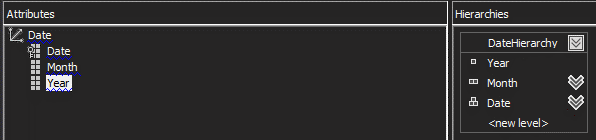 Attributes
Date
Date
Month
Year
Hierarchies
DateHierarchy
Year
Month
Date
<new level>